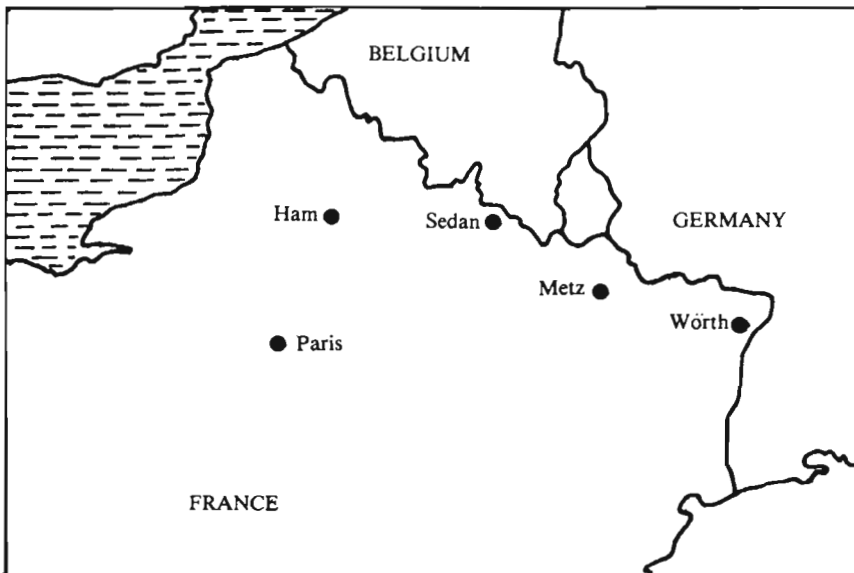 BELGIUM
Ham
Sedan
GERMANY
Metz
Wörth
Paris
FRANCE